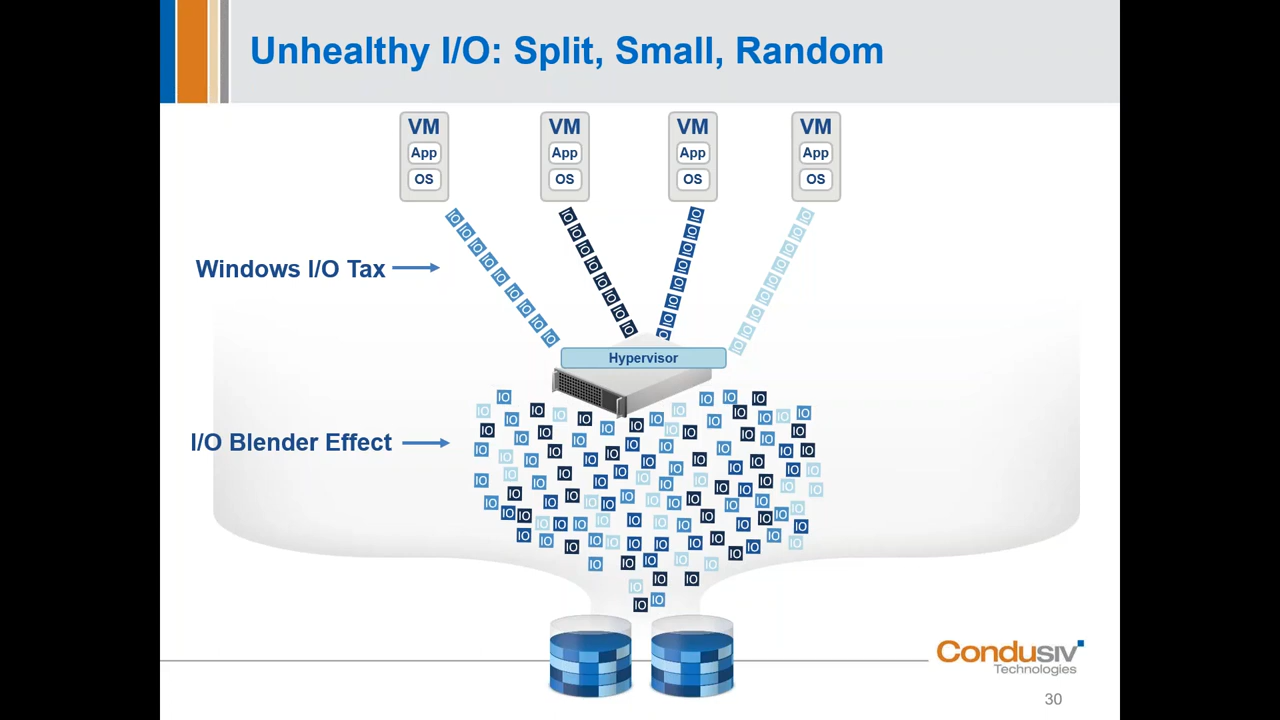 Unhealthy I/O: Split, Small, Random
VM VM VM VM
App App App App
OS OS OS OS
Windows I/O Tax
Hypervisor
I/O Blender Effect
IO
Condusiv
Technologies
30